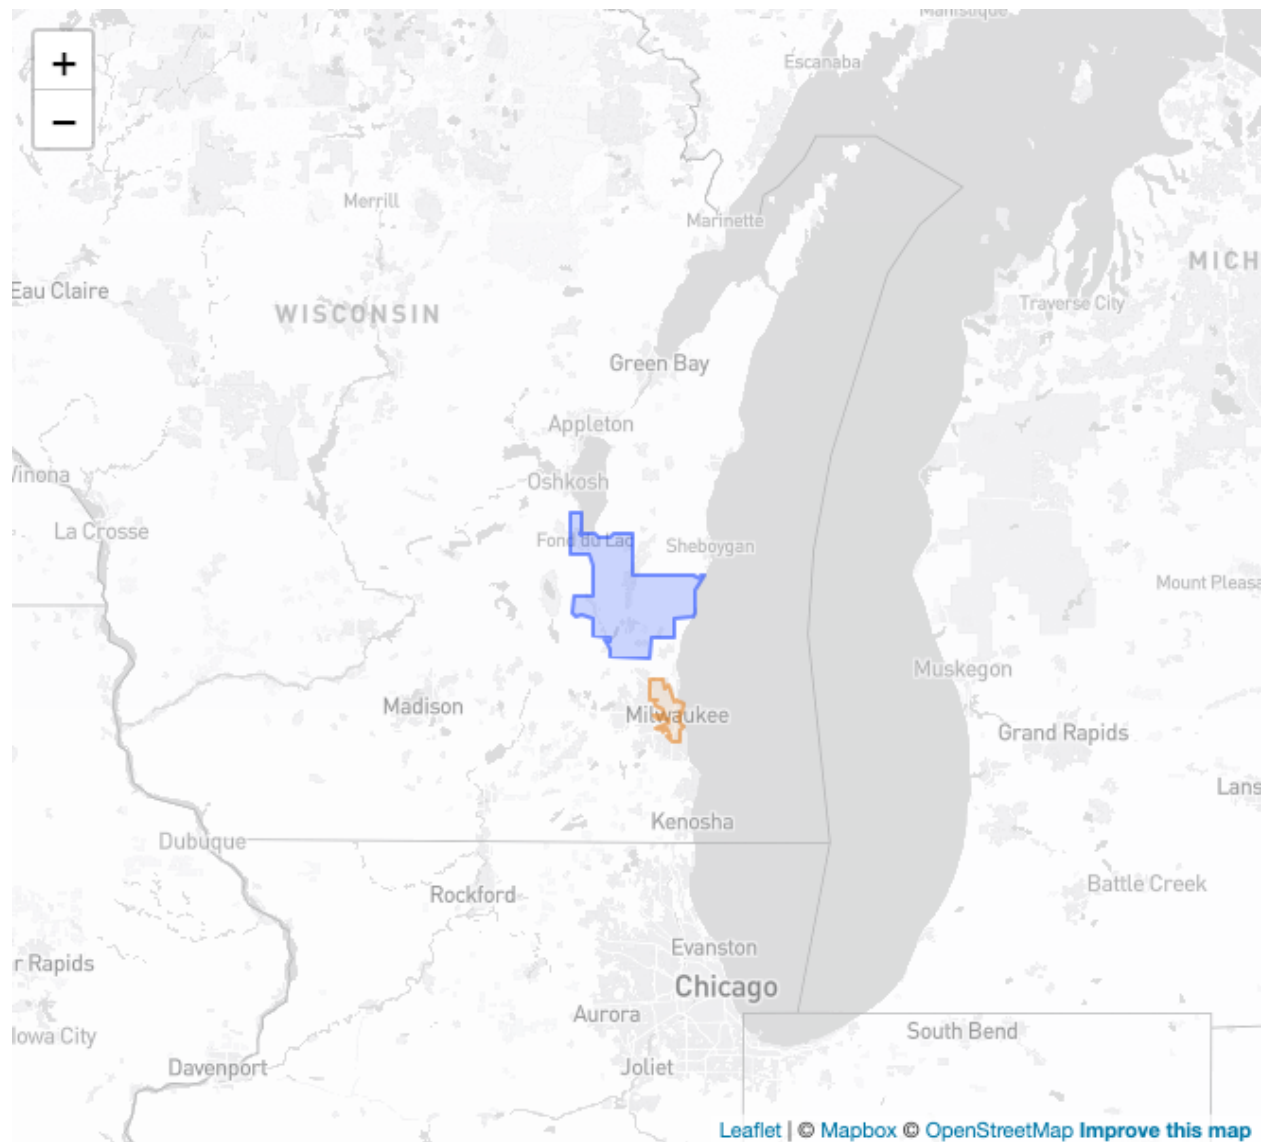 Manistique
+
Escanaba
−
Merrill
Marinette
MICH
Eau Claire
Traverse City
WISCONSIN
Green Bay
Appleton
Winona
Oshkosh
La Crosse
Fond du Lac
Sheboygan
Mount Pleasa
Muskegon
Madison
Milwaukee
Grand Rapids
Lans
Kenosha
Dubuque
Battle Creek
Rockford
Evanston
r Rapids
Chicago
Aurora
South Bend
Iowa City
Davenport
Joliet
Leaflet | © Mapbox © OpenStreetMap Improve this map